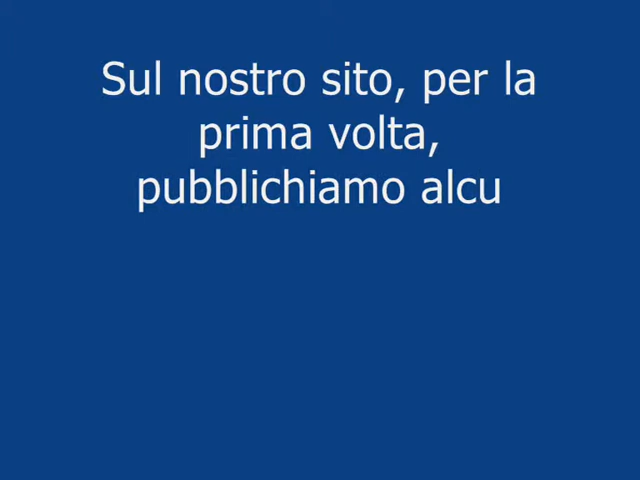 Sul nostro sito, per la
prima volta,
pubblichiamo alcu